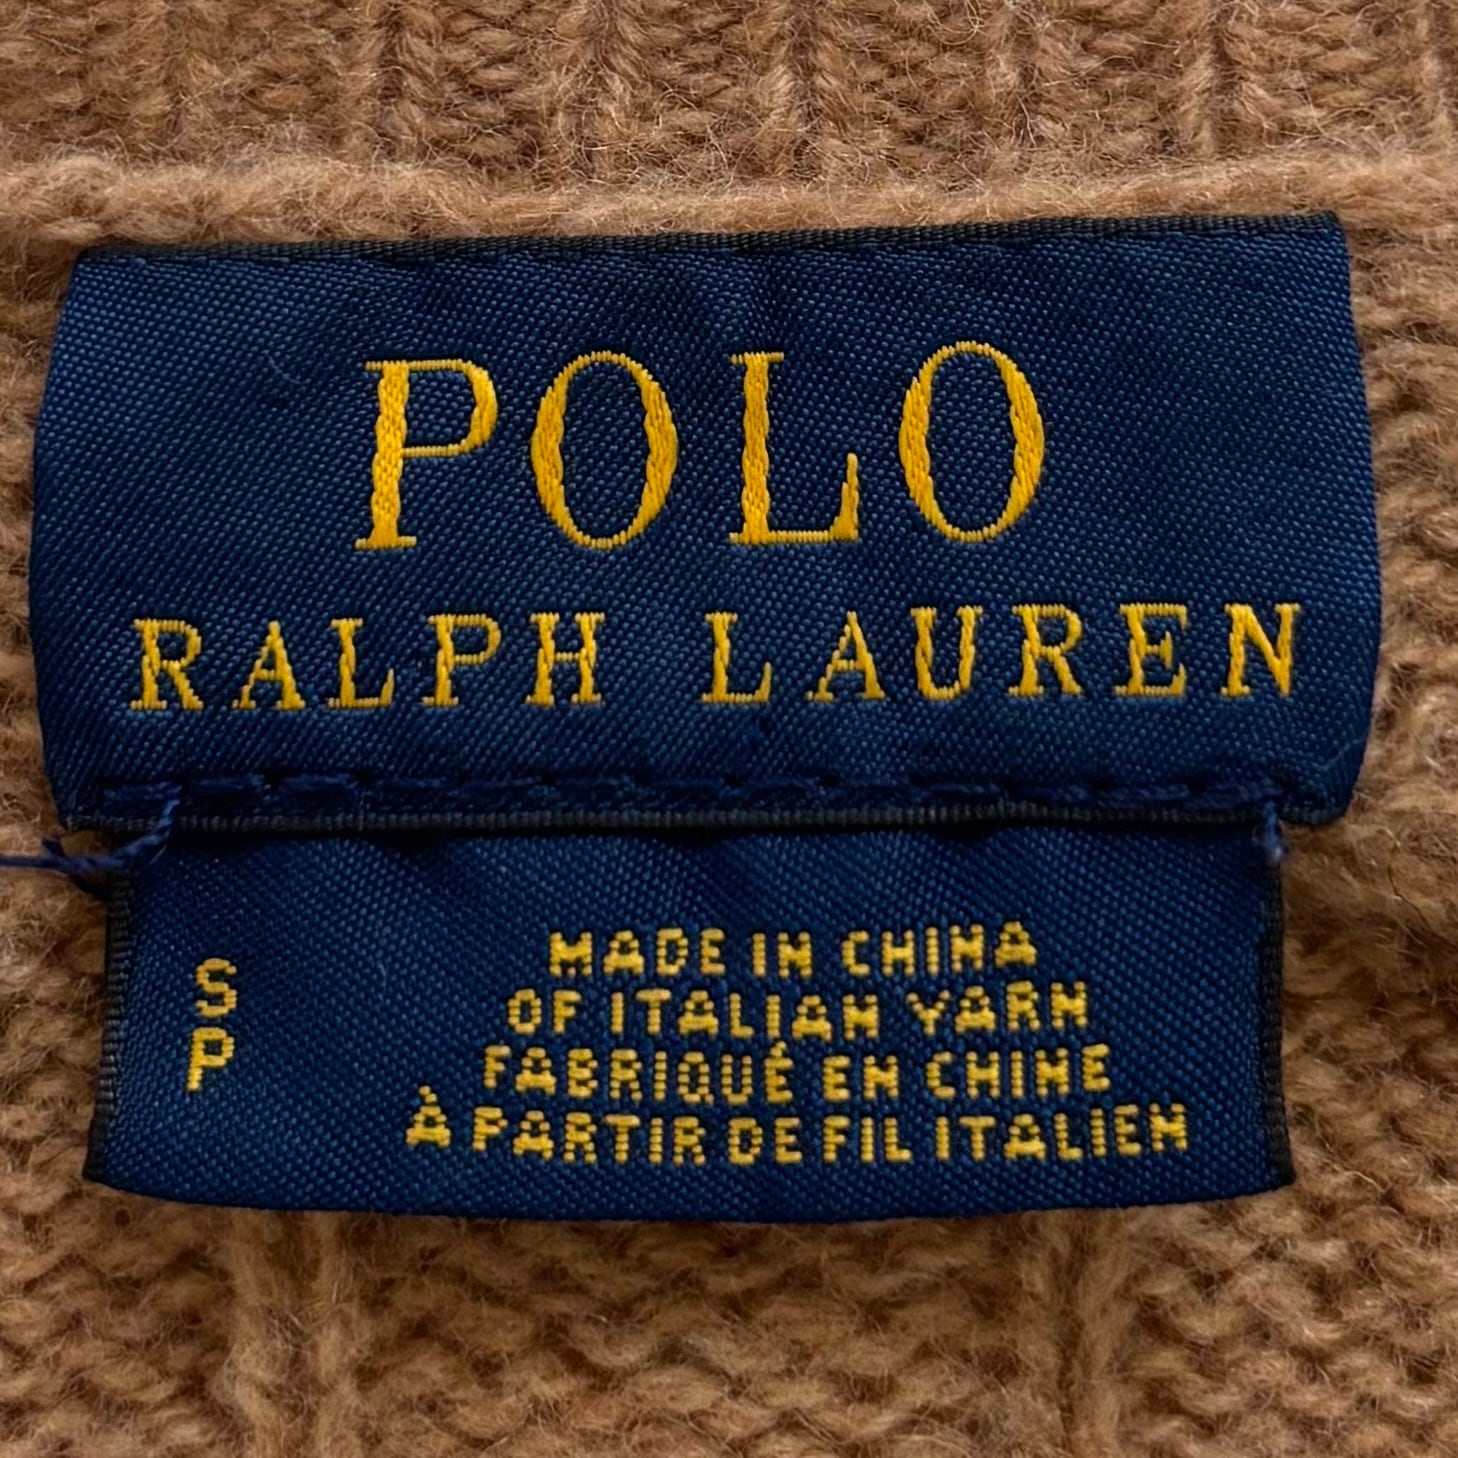 POLO
RALPH LAUREN
S
P
MADE IN CHINA
OF ITALIAN YARN
FABRIQUÉ EN CHINE
À PARTIR DE FIL ITALIEN